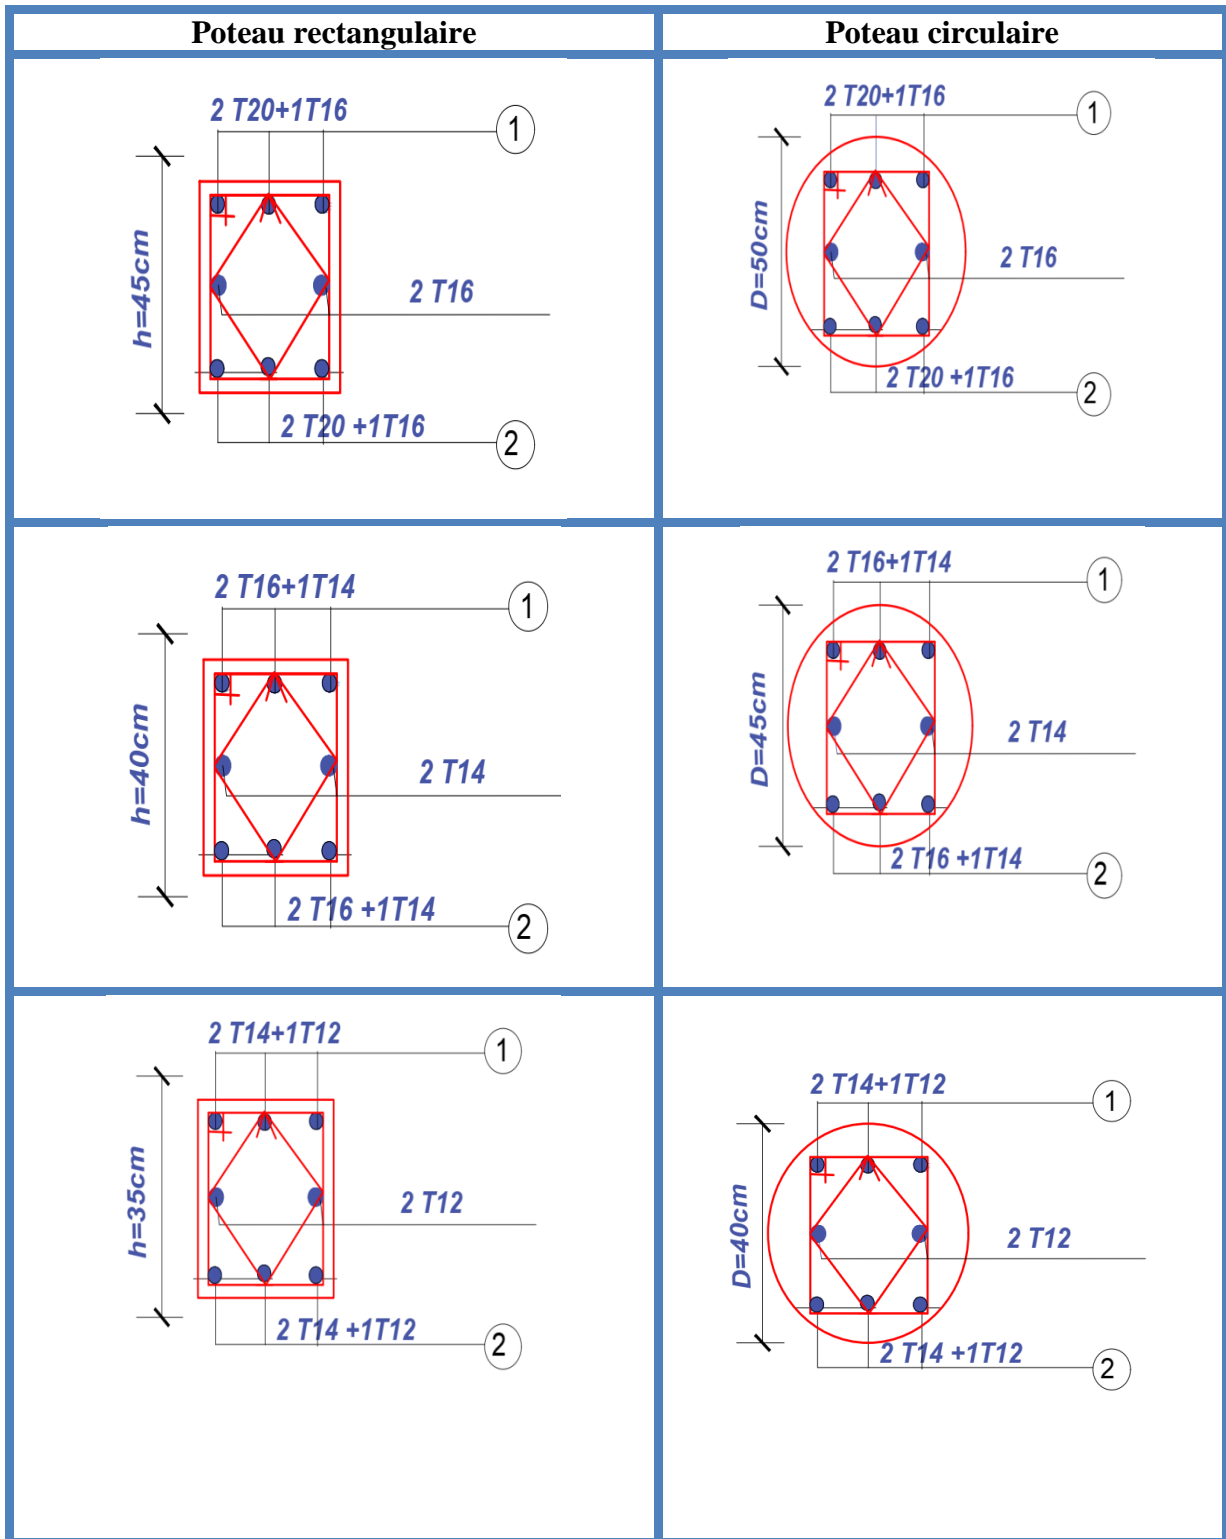 Poteau rectangulaire
Poteau circulaire
2 T20+1T16
1
h=45cm
2 T16
2 T20 +1T16
2
2 T20+1T16
1
D=50cm
2 T16
2 T20 +1T16
2
2 T16+1T14
1
h=40cm
2 T14
2 T16 +1T14
2
2 T16+1T14
1
D=45cm
2 T14
2 T16 +1T14
2
2 T14+1T12
1
h=35cm
2 T12
2 T14 +1T12
2
2 T14+1T12
1
D=40cm
2 T12
2 T14 +1T12
2